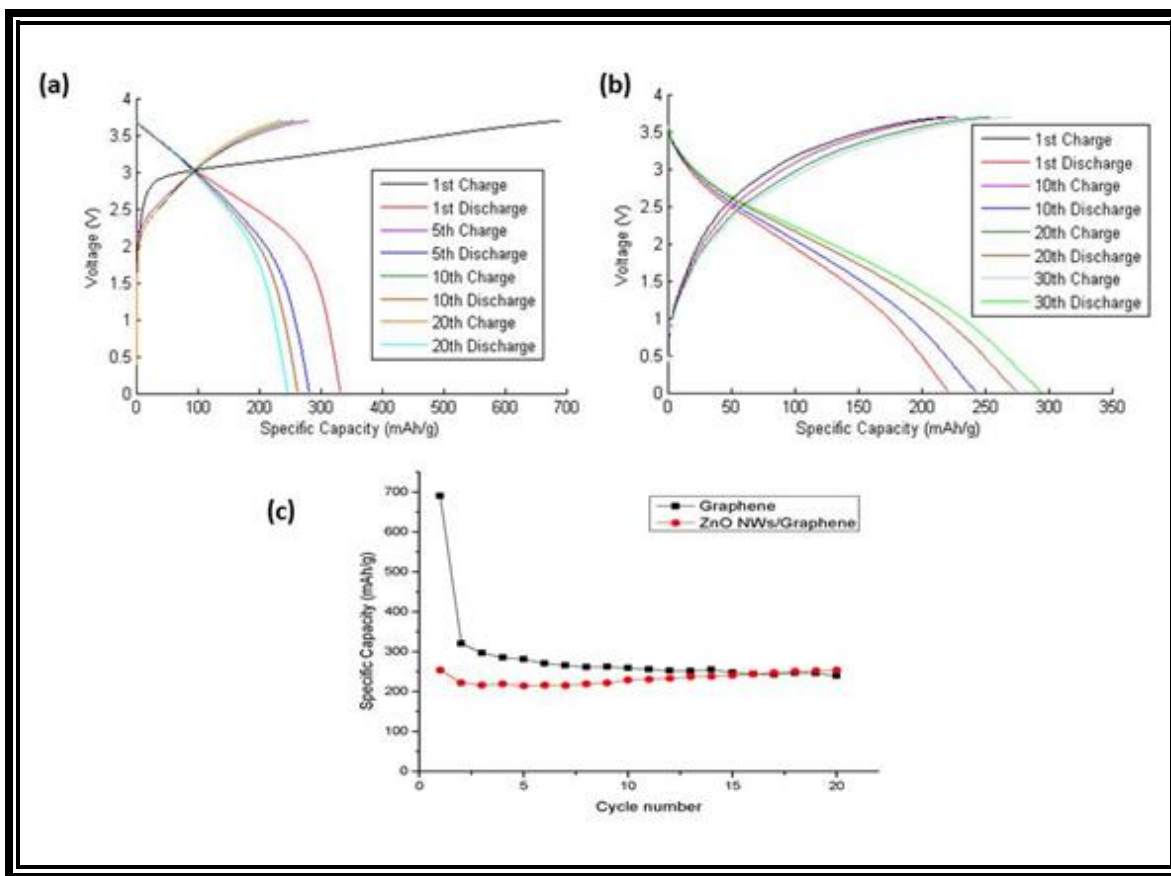 (a)
4
3.5
3
2.5
2
1.5
1
0.5
0
Voltage (V)
0 100 200 300 400 500 600 700
Specific Capacity (mAh/g)
1st Charge
1st Discharge
5th Charge
5th Discharge
10th Charge
10th Discharge
20th Charge
20th Discharge
(b)
4
3.5
3
2.5
2
1.5
1
0.5
0
Voltage (V)
0 50 100 150 200 250 300 350
Specific Capacity (mAh/g)
1st Charge
1st Discharge
10th Charge
10th Discharge
20th Charge
20th Discharge
30th Charge
30th Discharge
(c)
700
600
500
400
300
200
100
0
Specific Capacity (mAh/g)
0 5 10 15 20
Cycle number
Graphene
ZnO NWs/Graphene